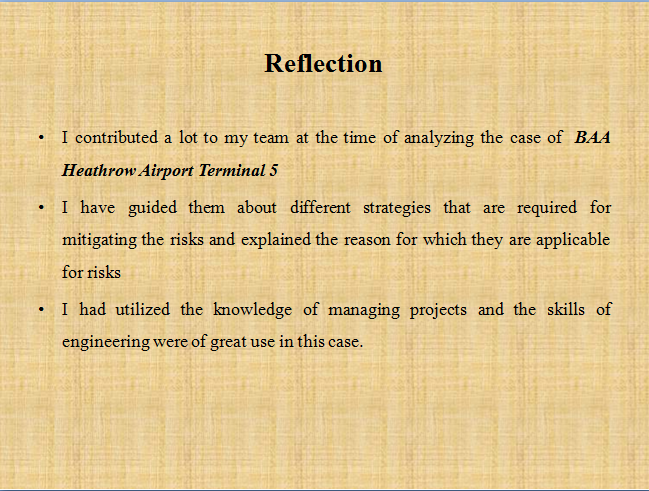 Reflection
• I contributed a lot to my team at the time of analyzing the case of BAA
Heathrow Airport Terminal 5
• I have guided them about different strategies that are required for
mitigating the risks and explained the reason for which they are applicable
for risks
• I had utilized the knowledge of managing projects and the skills of
engineering were of great use in this case.